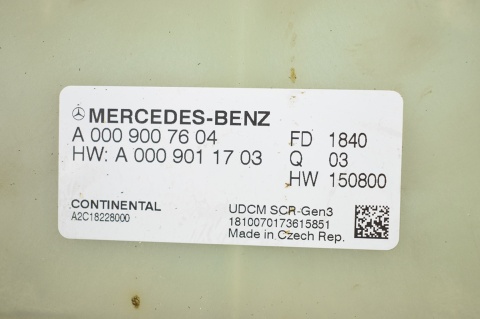 MERCEDES-BENZ
A 000 900 76 04 FD 1840
HW: A 000 901 17 03 Q 03
HW 150800
CONTINENTAL UDCM SCR-Gen3
A2C18228000 1810070173615851
Made in Czech Rep.